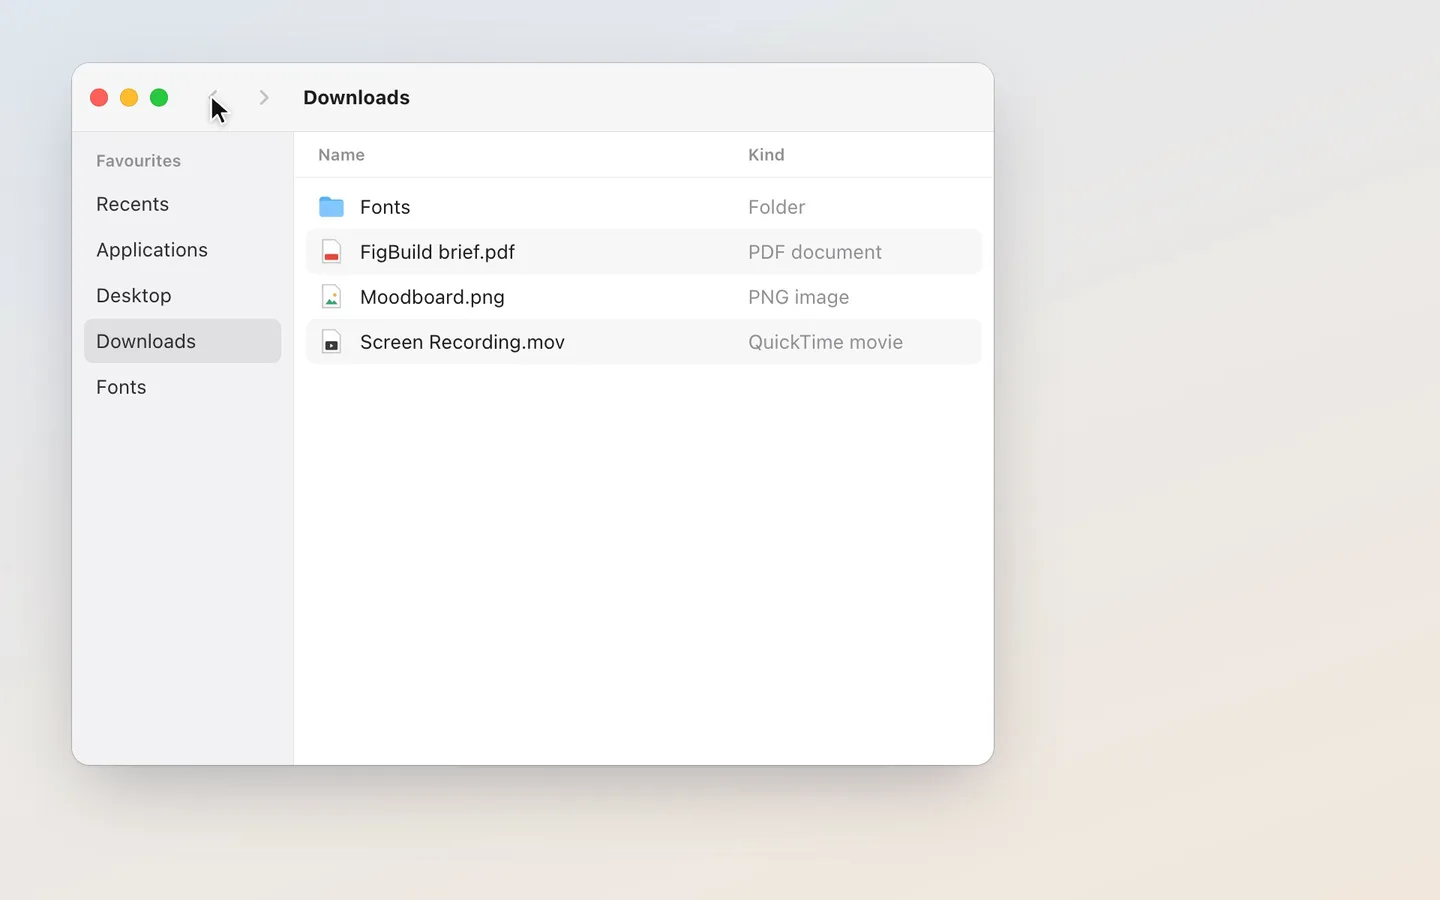 Downloads
Favourites
Recents
Applications
Desktop
Downloads
Fonts
Name Kind
Fonts Folder
FigBuild brief.pdf PDF document
Moodboard.png PNG image
Screen Recording.mov QuickTime movie